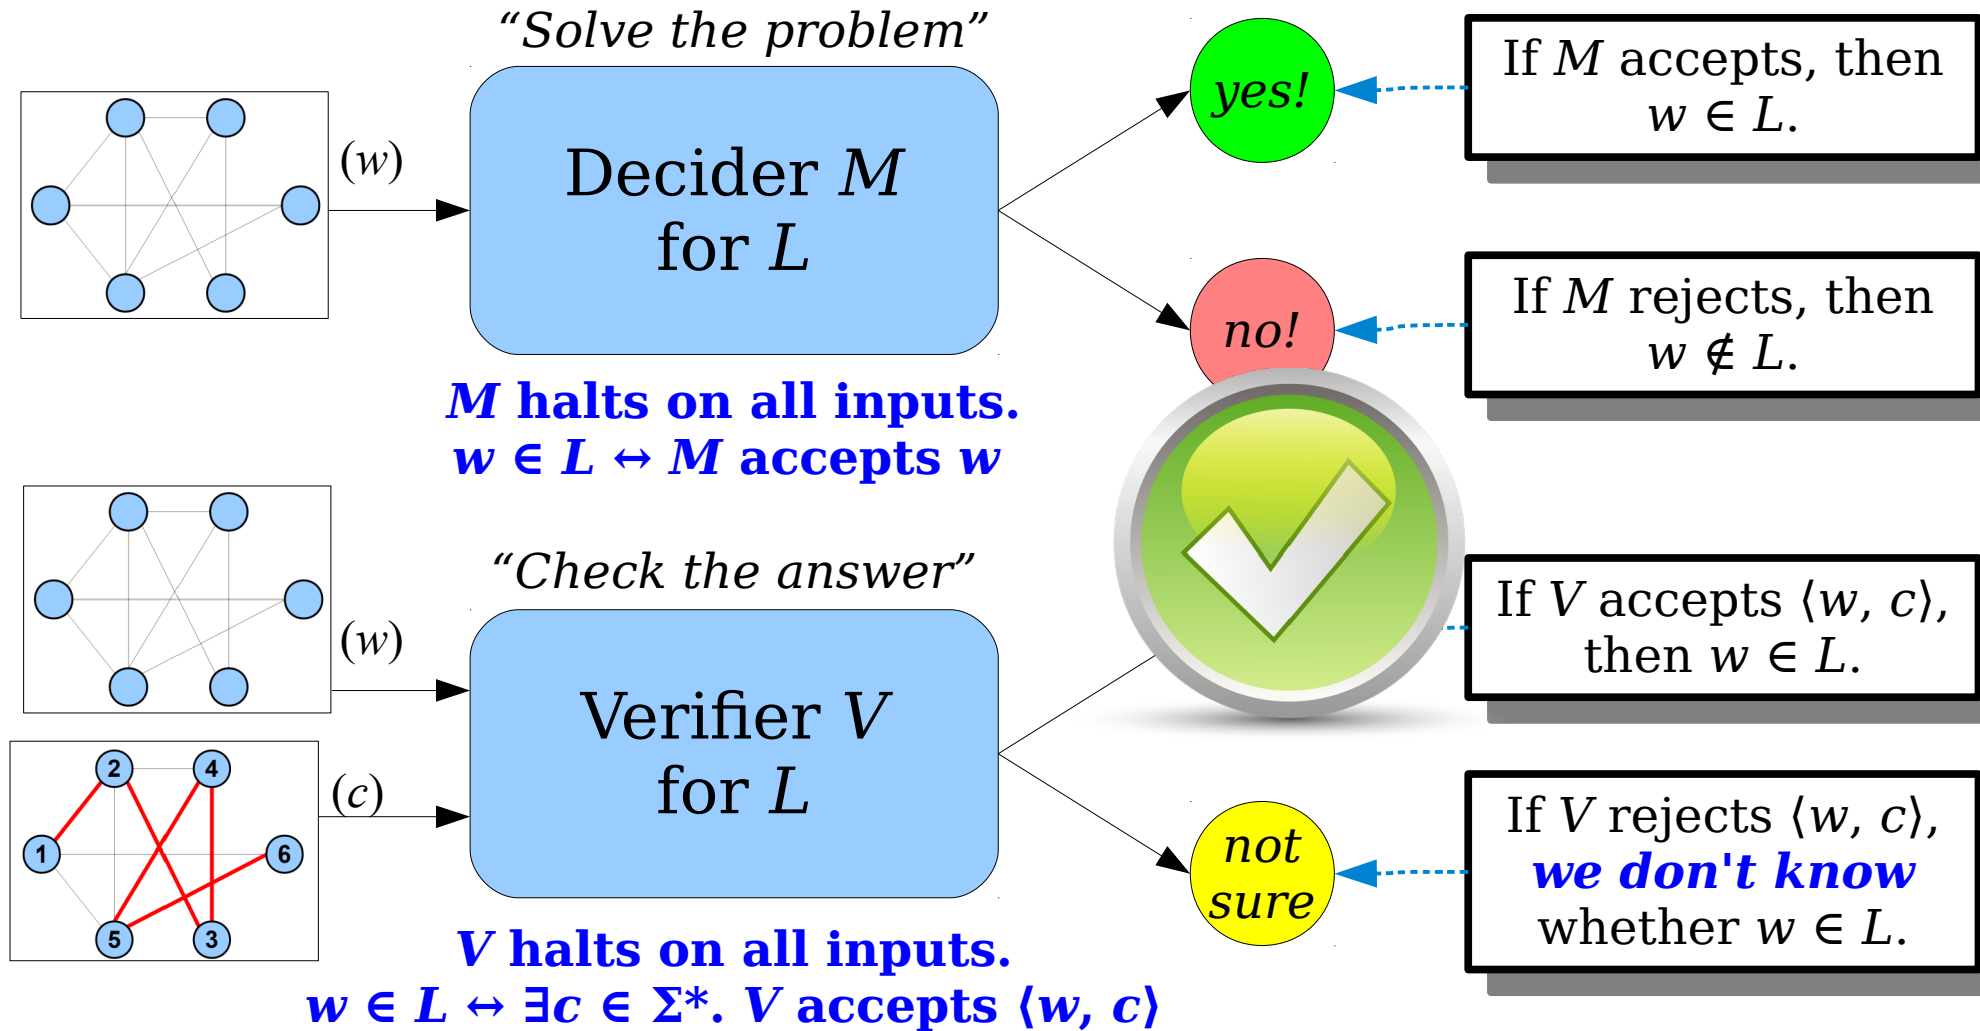 “Solve the problem”
(w)
Decider M
for L
yes!
If M accepts, then
w ∈ L.
no!
If M rejects, then
w ∉ L.
M halts on all inputs.
w ∈ L ↔ M accepts w
“Check the answer”
(w)
(c)
Verifier V
for L
If V accepts ⟨w, c⟩,
then w ∈ L.
2 4
1 6
5 3
not
sure
If V rejects ⟨w, c⟩,
we don't know
whether w ∈ L.
V halts on all inputs.
w ∈ L ↔ ∃c ∈ Σ*. V accepts ⟨w, c⟩